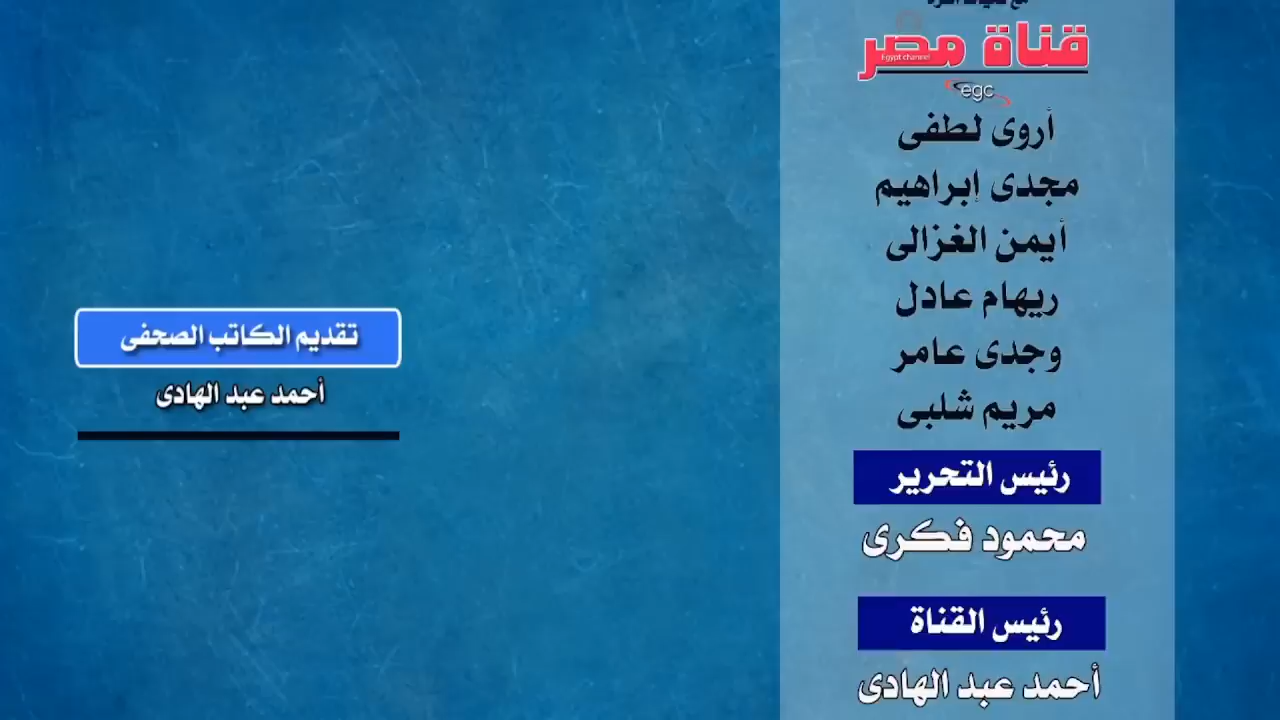 قناة مصر
Egypt channel
egc
أروى لطفى
مجدى إبراهيم
أيمن الغزالى
ريهام عادل
وجدى عامر
مريم شلبى
رئيس التحرير
محمود فكرى
رئيس القناة
أحمد عبد الهادى
تقديم الكاتب الصحفى
أحمد عبد الهادى